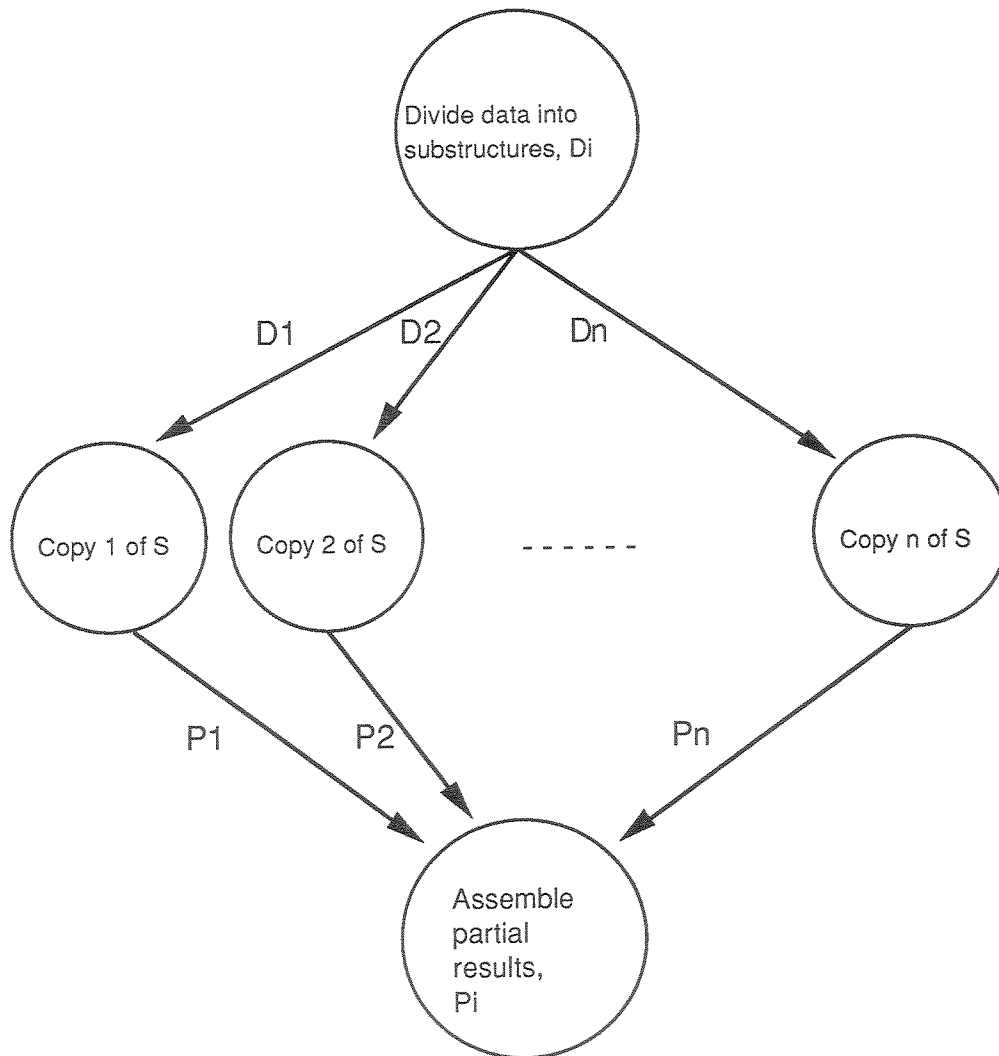 Divide data into
substructures, Di
D1
D2
Dn
Copy 1 of S
Copy 2 of S
Copy n of S
P1
P2
Pn
Assemble
partial
results,
Pi